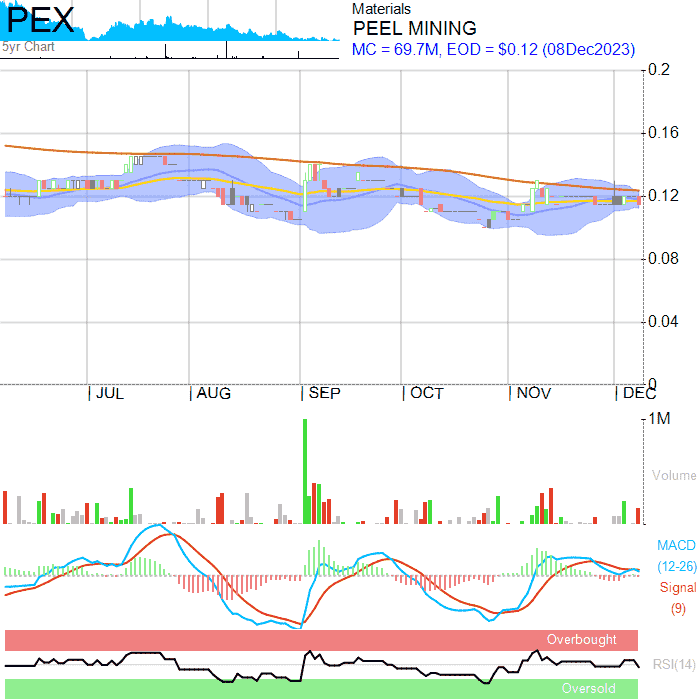 PEX
5yr Chart
Materials
PEEL MINING
MC = 69.7M, EOD = $0.12 (08Dec2023)
0.2
0.16
0.12
0.08
0.04
0
JUL AUG SEP OCT NOV DEC
1M
Volume
MACD
(12-26)
Signal
(9)
Overbought
RSI(14)
Oversold